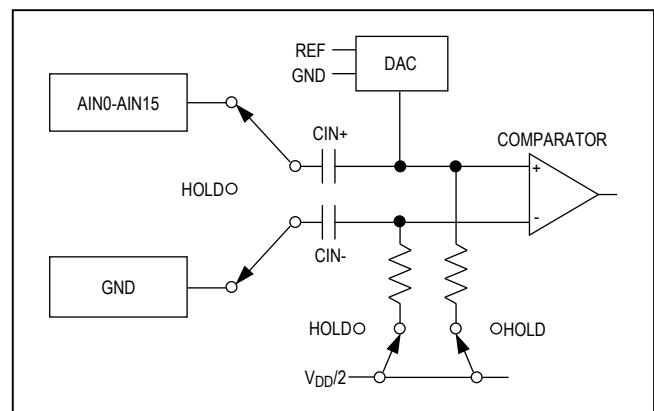 REF
GND
DAC
AIN0-AIN15
CIN+
COMPARATOR
+
-
HOLD
CIN-
GND
HOLD
HOLD
VDD/2